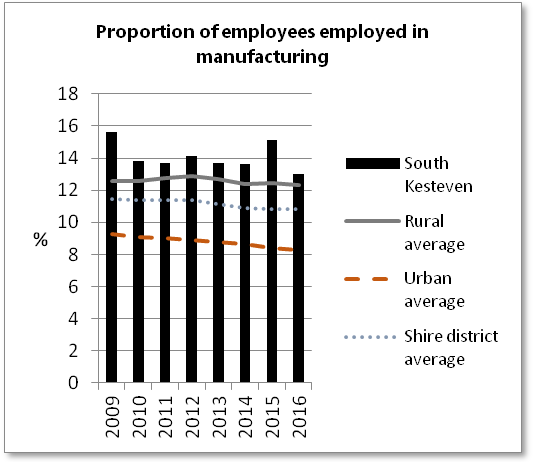 Proportion of employees employed in
manufacturing
18
16
14
12
10
8
6
4
2
0
%
2009
2010
2011
2012
2013
2014
2015
2016
South
Kesteven
Rural
average
Urban
average
Shire district
average